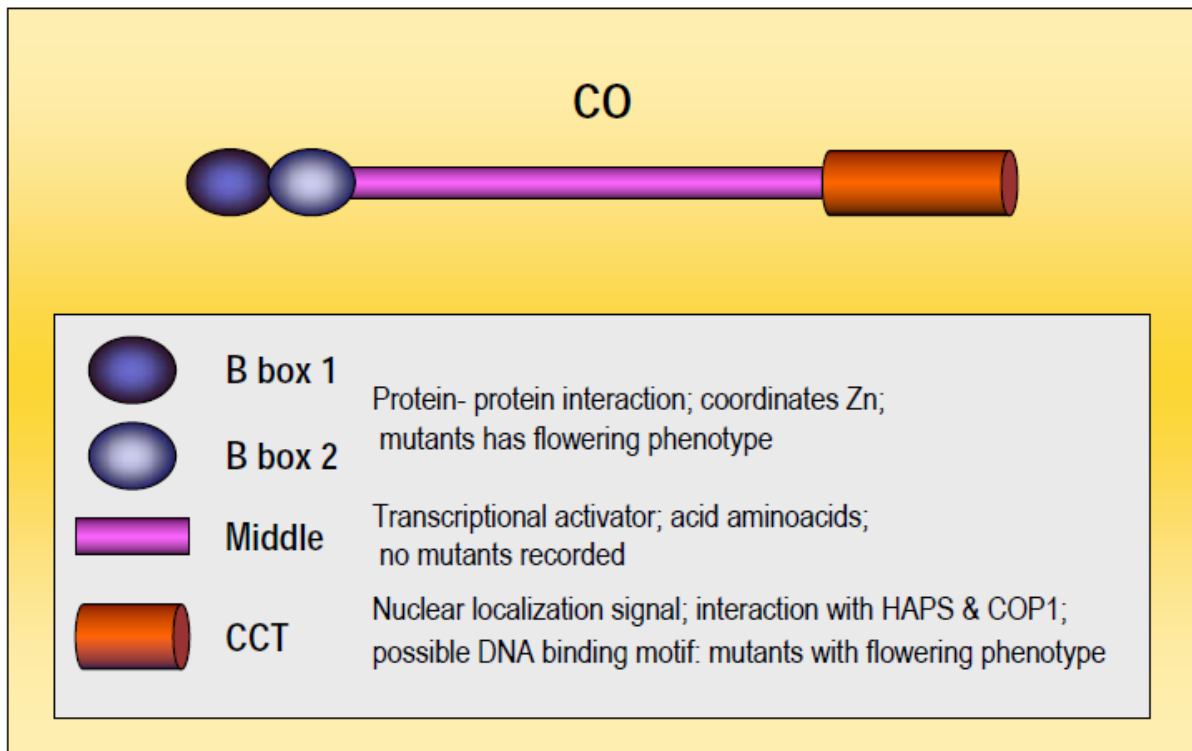 CO
B box 1
Protein- protein interaction; coordinates Zn;
mutants has flowering phenotype
B box 2
Middle
Transcriptional activator; acid aminoacids;
no mutants recorded
CCT
Nuclear localization signal; interaction with HAPS & COP1;
possible DNA binding motif: mutants with flowering phenotype